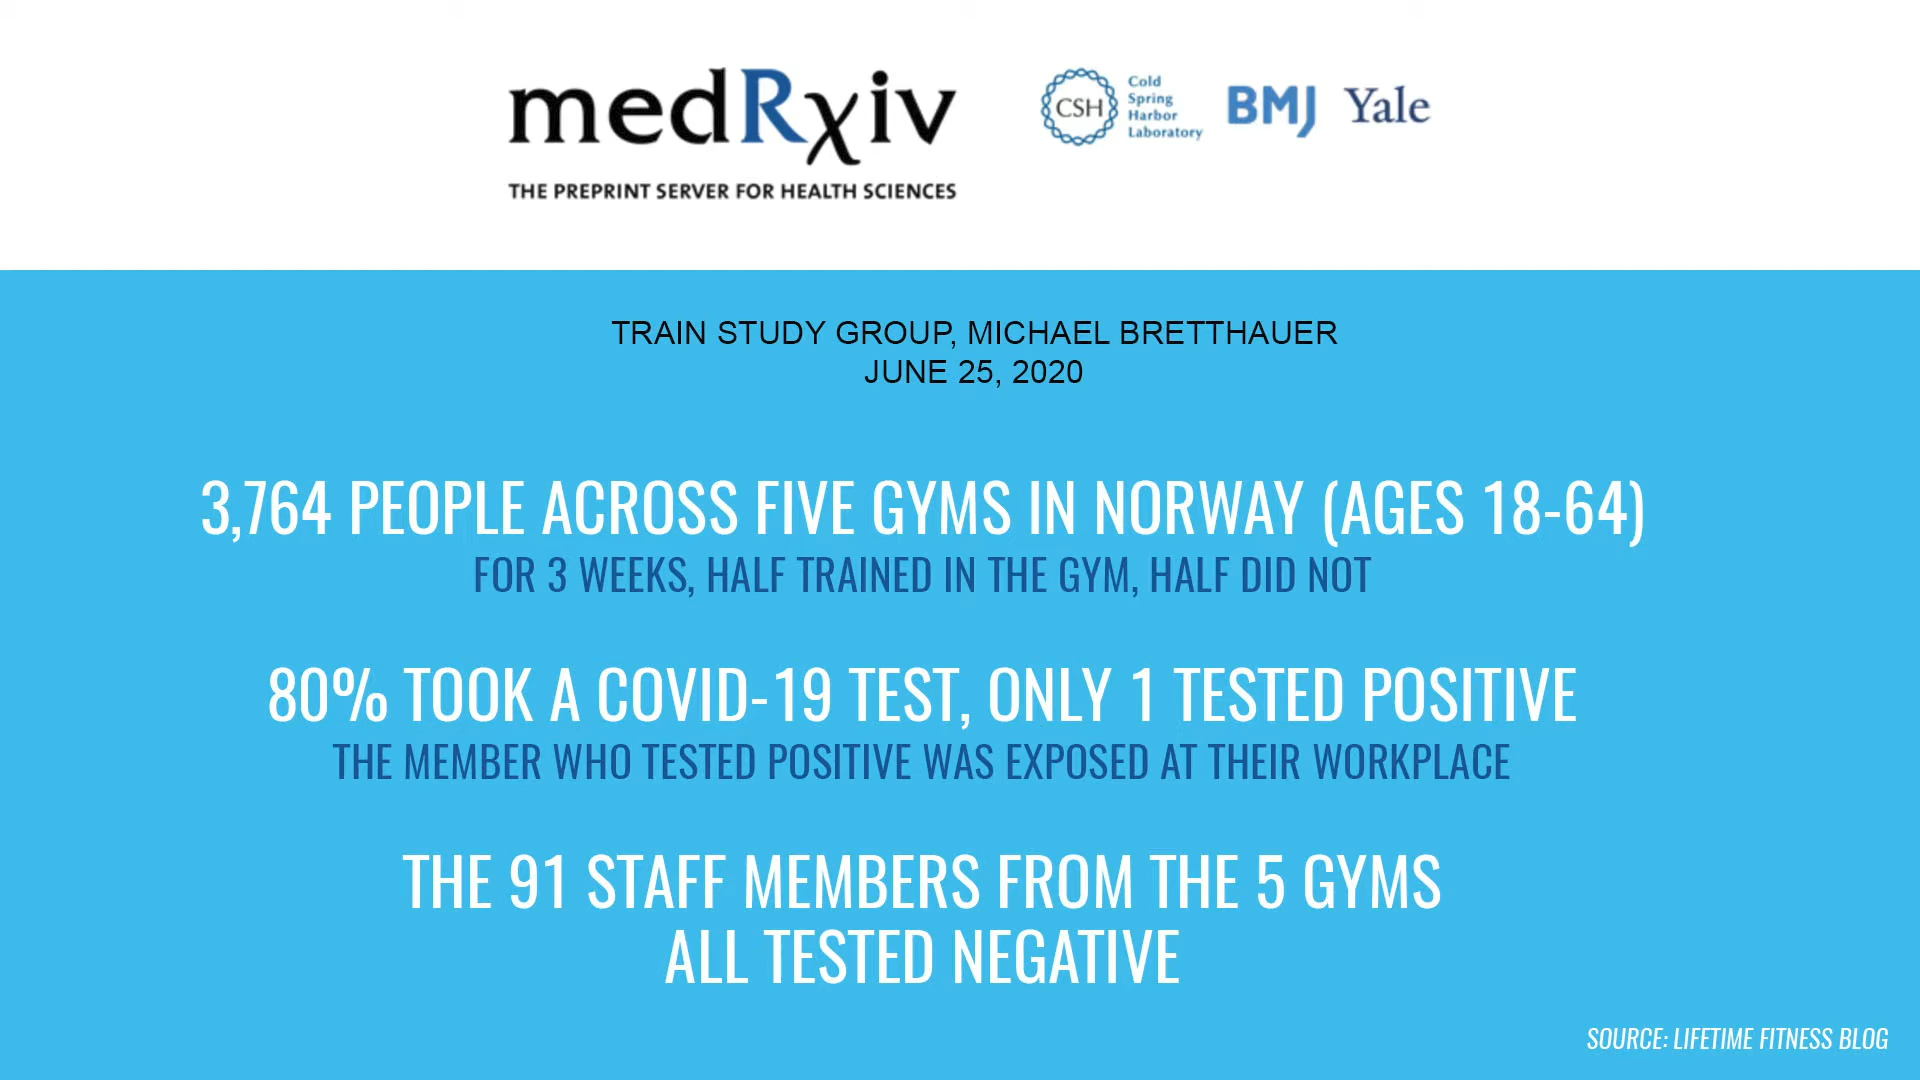 medRxiv
THE PREPRINT SERVER FOR HEALTH SCIENCES
CSH
Cold
Spring
Harbor
Laboratory
BMJ
Yale
TRAIN STUDY GROUP, MICHAEL BRETTHAUER
JUNE 25, 2020
3,764 PEOPLE ACROSS FIVE GYMS IN NORWAY (AGES 18-64)
FOR 3 WEEKS, HALF TRAINED IN THE GYM, HALF DID NOT
80% TOOK A COVID-19 TEST, ONLY 1 TESTED POSITIVE
THE MEMBER WHO TESTED POSITIVE WAS EXPOSED AT THEIR WORKPLACE
THE 91 STAFF MEMBERS FROM THE 5 GYMS
ALL TESTED NEGATIVE
SOURCE: LIFETIME FITNESS BLOG